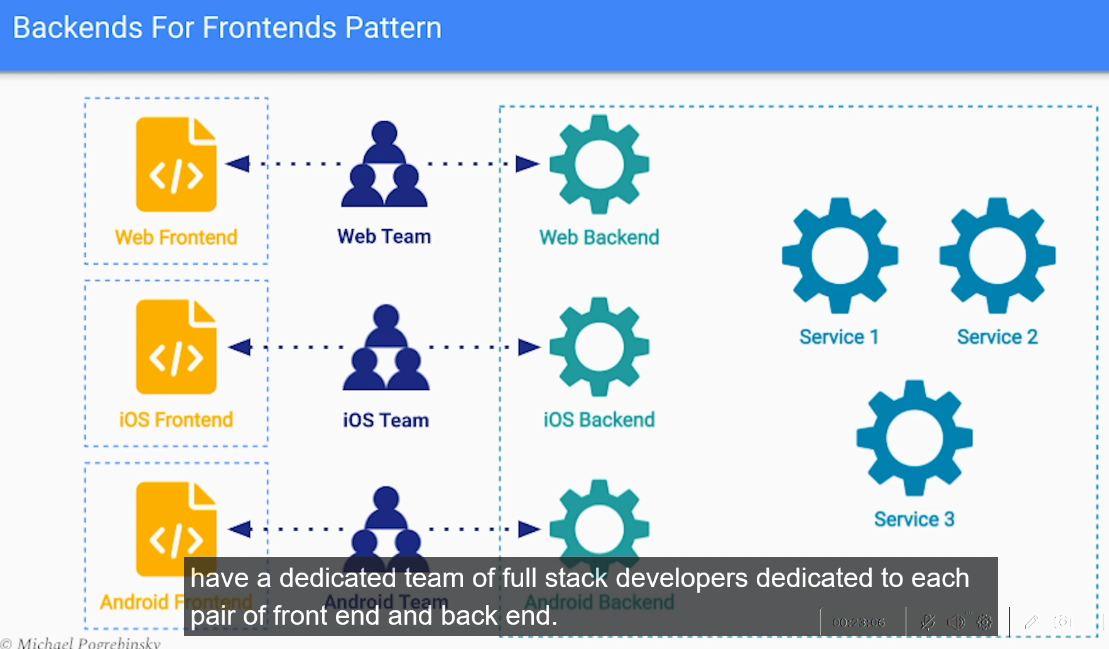 Backends For Frontends Pattern
</>
Web Frontend
Web Team
Web Backend
Service 1
Service 2
</>
iOS Frontend
iOS Team
iOS Backend
Service 3
</>
Android Frontend
Android Team
Android Backend
have a dedicated team of full stack developers dedicated to each
pair of front end and back end.
00:23:06
© Michael Pogrebinsky